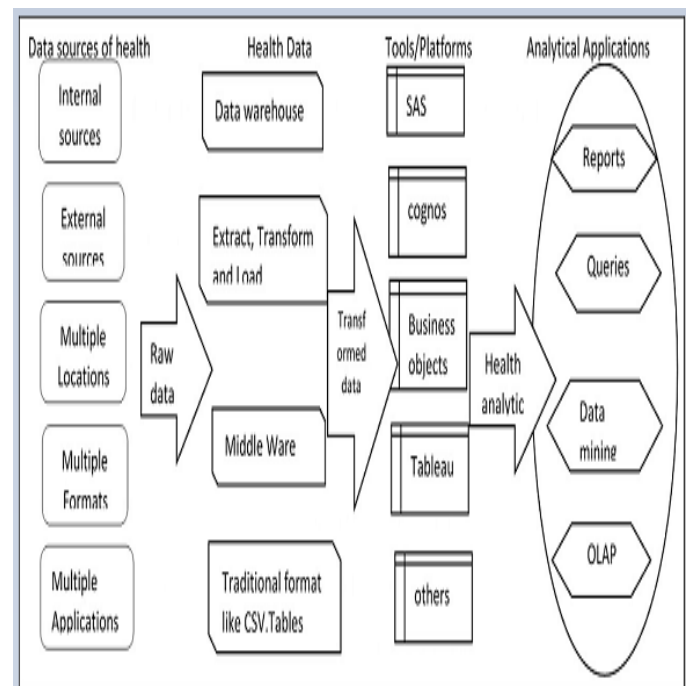 Data sources of health
Health Data
Tools/Platforms
Analytical Applications
Internal
sources
External
sources
Multiple
Locations
Multiple
Formats
Multiple
Applications
Raw
data
Data warehouse
Extract, Transform
and Load
Middle Ware
Traditional format
like CSV.Tables
Transf
ormed
data
SAS
cognos
Business
objects
Tableau
others
Health
analytic
Reports
Queries
Data
mining
OLAP